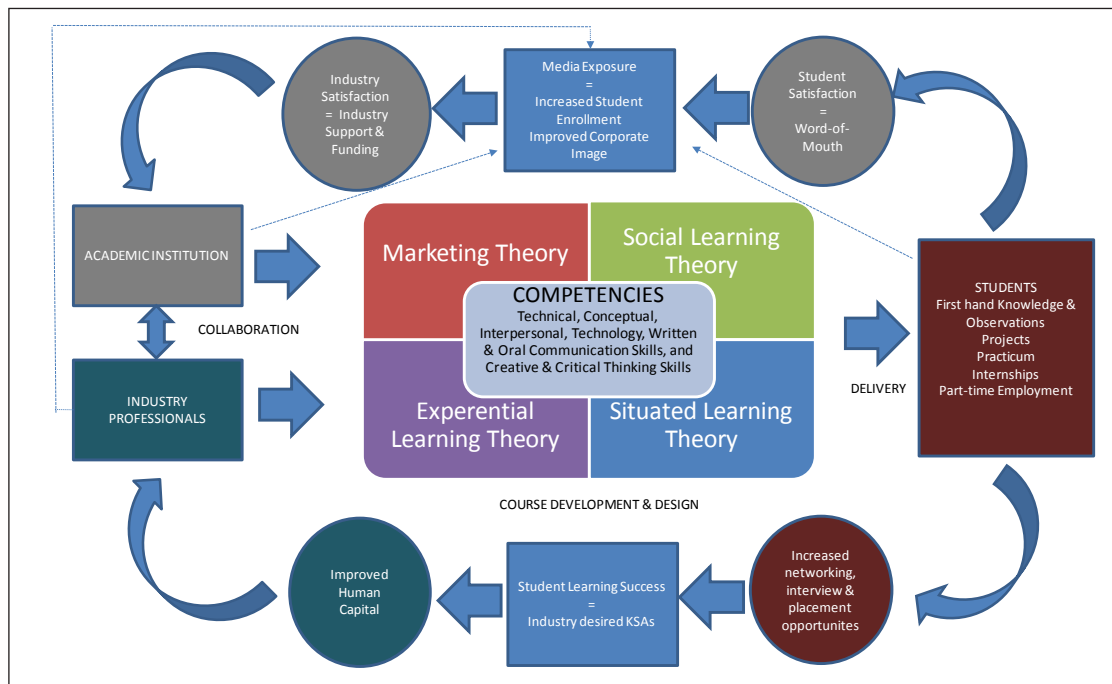 Industry
Satisfaction
= Industry
Support &
Funding
Media Exposure
=
Increased Student
Enrollment
Improved Corporate
Image
Student
Satisfaction
=
Word-of-
Mouth
ACADEMIC INSTITUTION
COLLABORATION
INDUSTRY
PROFESSIONALS
Marketing Theory
Social Learning
Theory
COMPETENCIES
Technical, Conceptual,
Interpersonal, Technology, Written
& Oral Communication Skills, and
Creative & Critical Thinking Skills
Experential
Learning Theory
Situated Learning
Theory
DELIVERY
STUDENTS
First hand Knowledge &
Observations
Projects
Practicum
Internships
Part-time Employment
COURSE DEVELOPMENT & DESIGN
Improved
Human
Capital
Student Learning Success
=
Industry desired KSAs
Increased
networking,
interview &
placement
opportunites